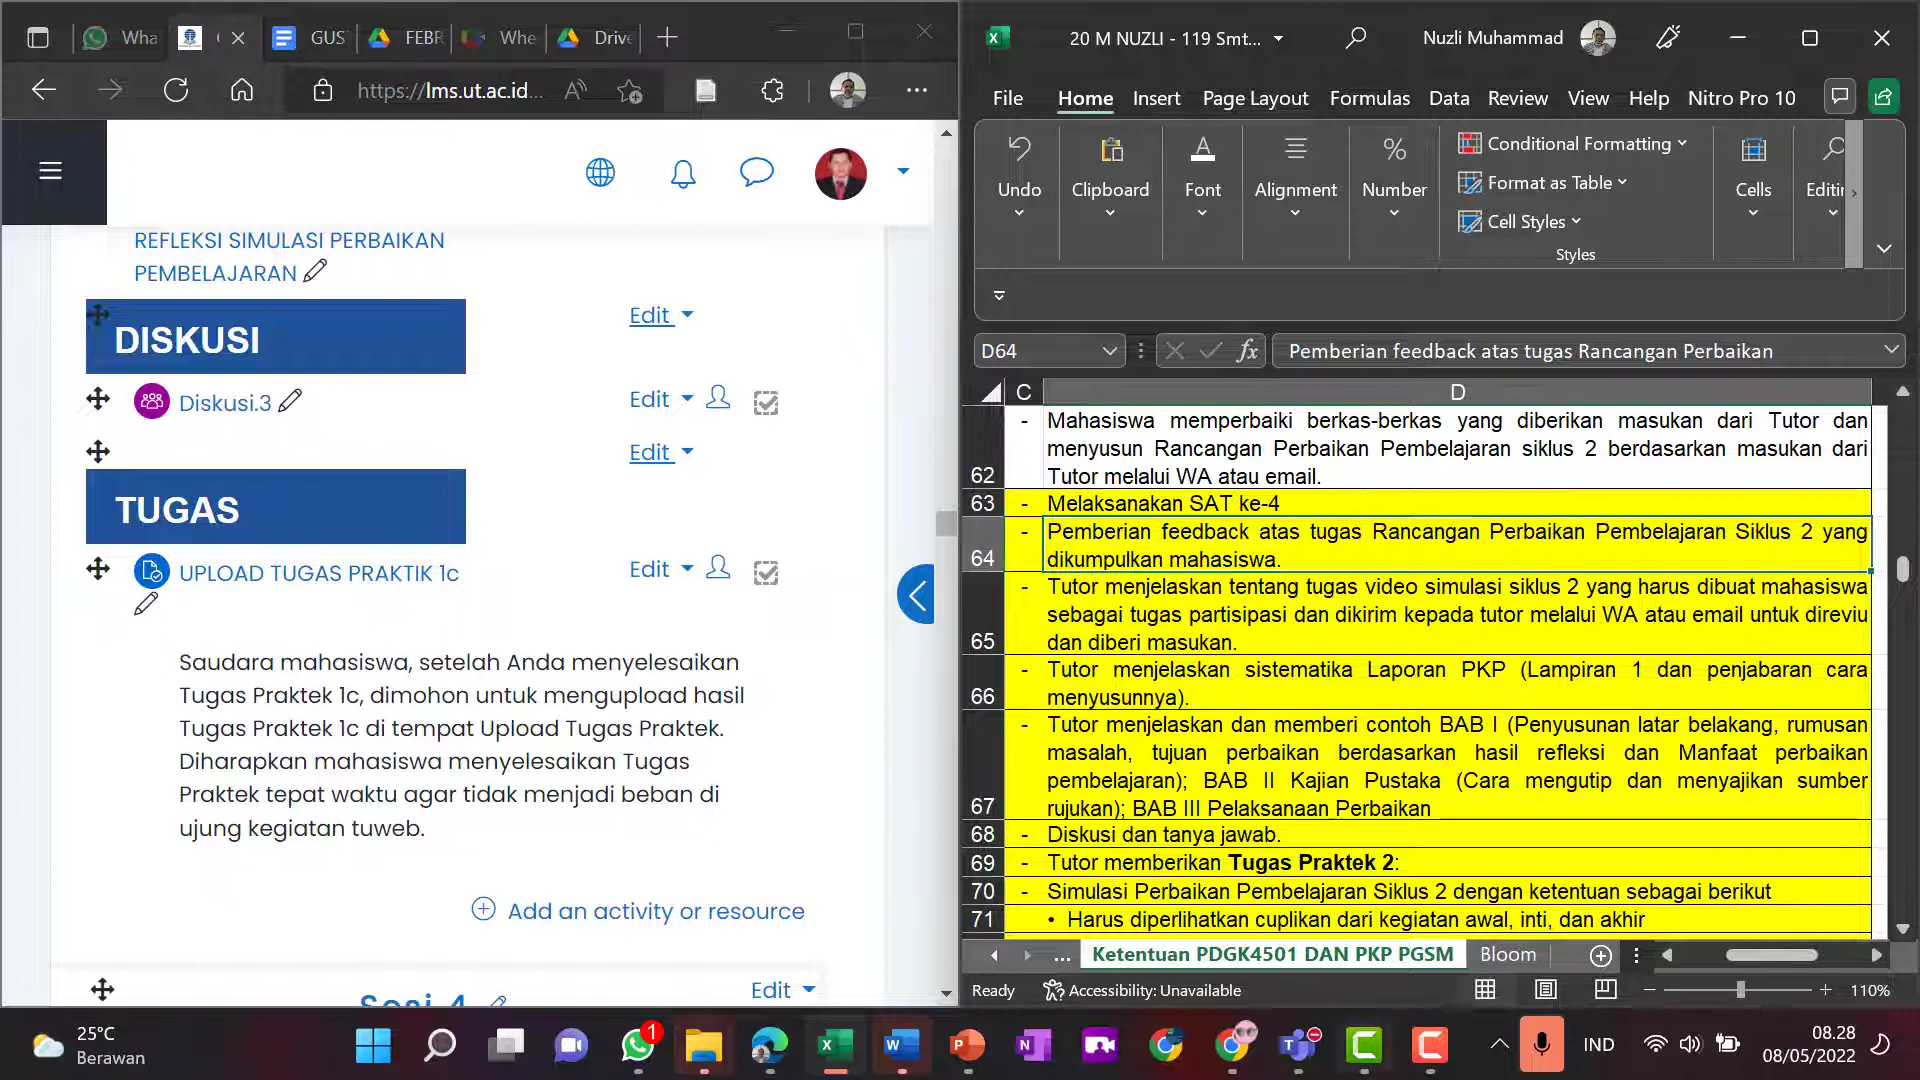 Wha
GUS
FEBR
Whe
Drive
https://lms.ut.ac.id...
REFLEKSI SIMULASI PERBAIKAN
PEMBELAJARAN
DISKUSI
Edit
Diskusi.3
Edit
Edit
TUGAS
UPLOAD TUGAS PRAKTIK 1c
Edit
Saudara mahasiswa, setelah Anda menyelesaikan
Tugas Praktek 1c, dimohon untuk mengupload hasil
Tugas Praktek 1c di tempat Upload Tugas Praktek.
Diharapkan mahasiswa menyelesaikan Tugas
Praktek tepat waktu agar tidak menjadi beban di
ujung kegiatan tuweb.
Add an activity or resource
Sesi 4
Edit
20 M NUZLI - 119 Smt...
Nuzli Muhammad
File Home Insert Page Layout Formulas Data Review View Help Nitro Pro 10
Undo
Clipboard
Font
Alignment
Number
Conditional Formatting
Format as Table
Cell Styles
Styles
Cells
Editin
D64
fx
Pemberian feedback atas tugas Rancangan Perbaikan
C D
- Mahasiswa memperbaiki berkas-berkas yang diberikan masukan dari Tutor dan
menyusun Rancangan Perbaikan Pembelajaran siklus 2 berdasarkan masukan dari
62 Tutor melalui WA atau email.
63 - Melaksanakan SAT ke-4
- Pemberian feedback atas tugas Rancangan Perbaikan Pembelajaran Siklus 2 yang
64 dikumpulkan mahasiswa.
- Tutor menjelaskan tentang tugas video simulasi siklus 2 yang harus dibuat mahasiswa
sebagai tugas partisipasi dan dikirim kepada tutor melalui WA atau email untuk direviu
65 dan diberi masukan.
- Tutor menjelaskan sistematika Laporan PKP (Lampiran 1 dan penjabaran cara
66 menyusunnya).
- Tutor menjelaskan dan memberi contoh BAB I (Penyusunan latar belakang, rumusan
masalah, tujuan perbaikan berdasarkan hasil refleksi dan Manfaat perbaikan
pembelajaran); BAB II Kajian Pustaka (Cara mengutip dan menyajikan sumber
67 rujukan); BAB III Pelaksanaan Perbaikan
68 - Diskusi dan tanya jawab.
69 - Tutor memberikan Tugas Praktek 2:
70 - Simulasi Perbaikan Pembelajaran Siklus 2 dengan ketentuan sebagai berikut
71 • Harus diperlihatkan cuplikan dari kegiatan awal, inti, dan akhir
... Ketentuan PDGK4501 DAN PKP PGSM Bloom
Ready Accessibility: Unavailable 110%
25°C
Berawan
1
IND
08.28
08/05/2022